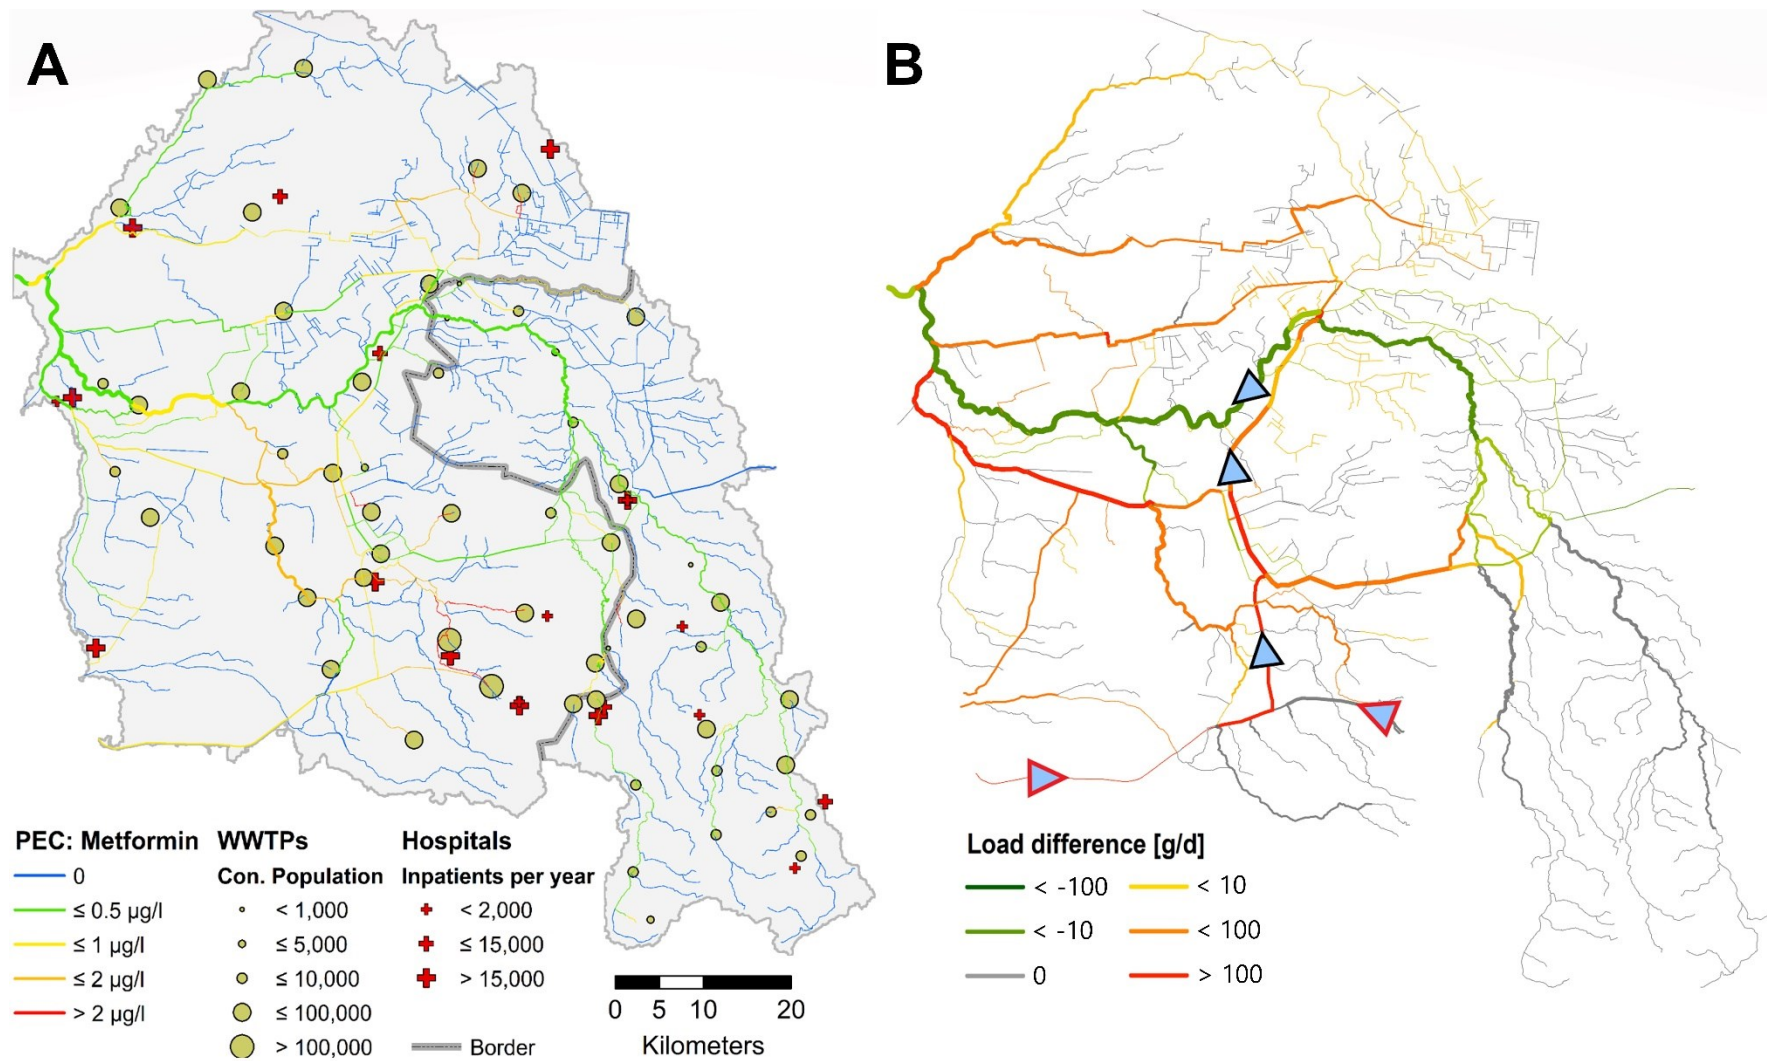 A
B
PEC: Metformin
0
≤ 0.5 µg/l
≤ 1 µg/l
≤ 2 µg/l
> 2 µg/l
WWTPs
Con. Population
< 1,000
≤ 5,000
≤ 10,000
≤ 100,000
> 100,000
Hospitals
Inpatients per year
< 2,000
≤ 15,000
> 15,000
Border
0 5 10 20
Kilometers
Load difference [g/d]
< -100
< -10
0
< 10
< 100
> 100